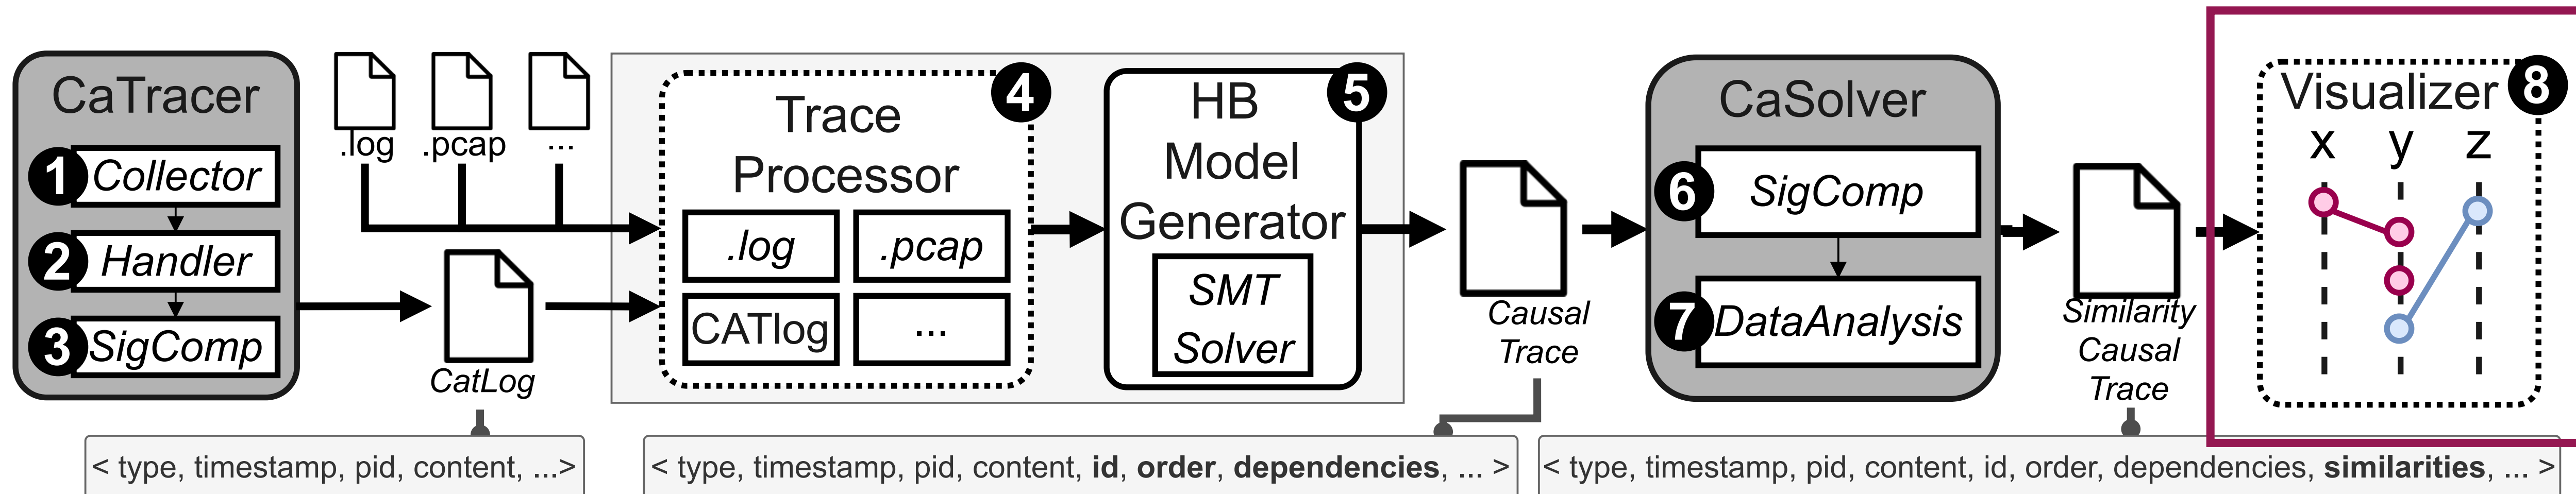 CaTracer
1 Collector
2 Handler
3 SigComp
.log
.pcap
...
CatLog
< type, timestamp, pid, content, ...>
Trace
Processor
4
.log
.pcap
CATlog
...
HB
Model
Generator
5
SMT
Solver
Causal
Trace
< type, timestamp, pid, content, id, order, dependencies, ... >
CaSolver
6 SigComp
7 DataAnalysis
Similarity
Causal
Trace
< type, timestamp, pid, content, id, order, dependencies, similarities, ... >
Visualizer 8
x y z